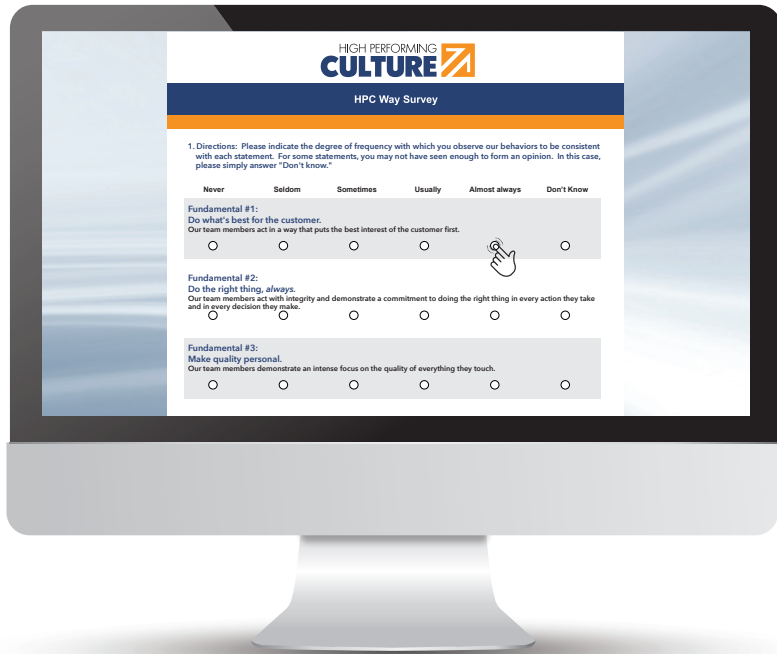 HIGH PERFORMING
CULTURE
HPC Way Survey
1. Directions: Please indicate the degree of frequency with which you observe our behaviors to be consistent
with each statement. For some statements, you may not have seen enough to form an opinion. In this case,
please simply answer "Don't know."
Never Seldom Sometimes Usually Almost always Don't Know
Fundamental #1:
Do what's best for the customer.
Our team members act in a way that puts the best interest of the customer first.
Fundamental #2:
Do the right thing, always.
Our team members act with integrity and demonstrate a commitment to doing the right thing in every action they take
and in every decision they make.
Fundamental #3:
Make quality personal.
Our team members demonstrate an intense focus on the quality of everything they touch.